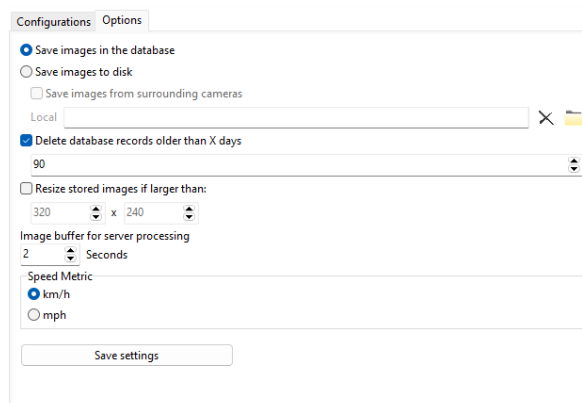 Configurations Options
Save images in the database
Save images to disk
Save images from surrounding cameras
Local
Delete database records older than X days
90
Resize stored images if larger than:
320 x 240
Image buffer for server processing
2 Seconds
Speed Metric
km/h
mph
Save settings